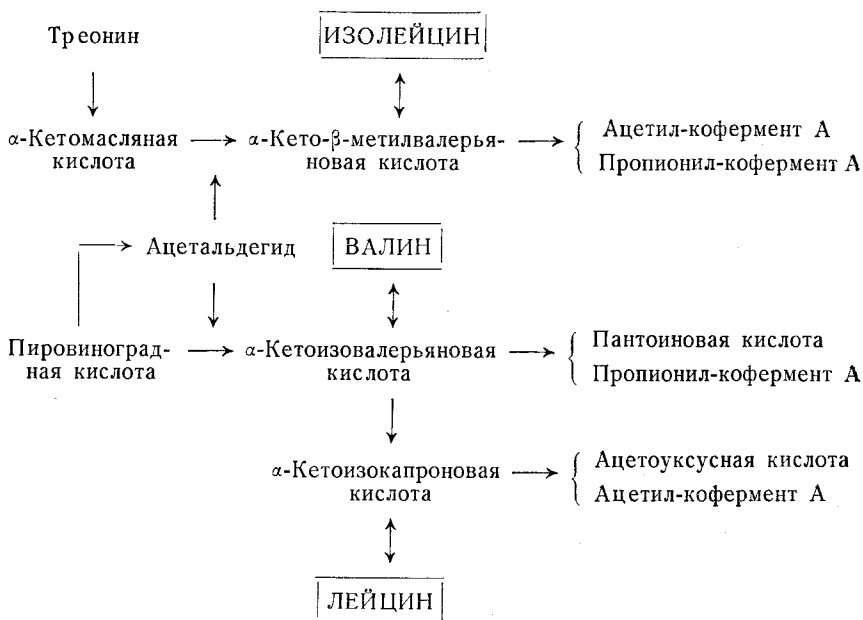 Треонин
ИЗОЛЕЙЦИН
α-Кетомасляная
кислота
α-Кето-β-метилвалерья-
новая кислота
Ацетил-кофермент А
Пропионил-кофермент А
Ацетальдегид
ВАЛИН
Пировиноград-
ная кислота
α-Кетоизовалерьяновая
кислота
Пантоиновая кислота
Пропионил-кофермент А
α-Кетоизокапроновая
кислота
Ацетоуксусная кислота
Ацетил-кофермент А
ЛЕЙЦИН